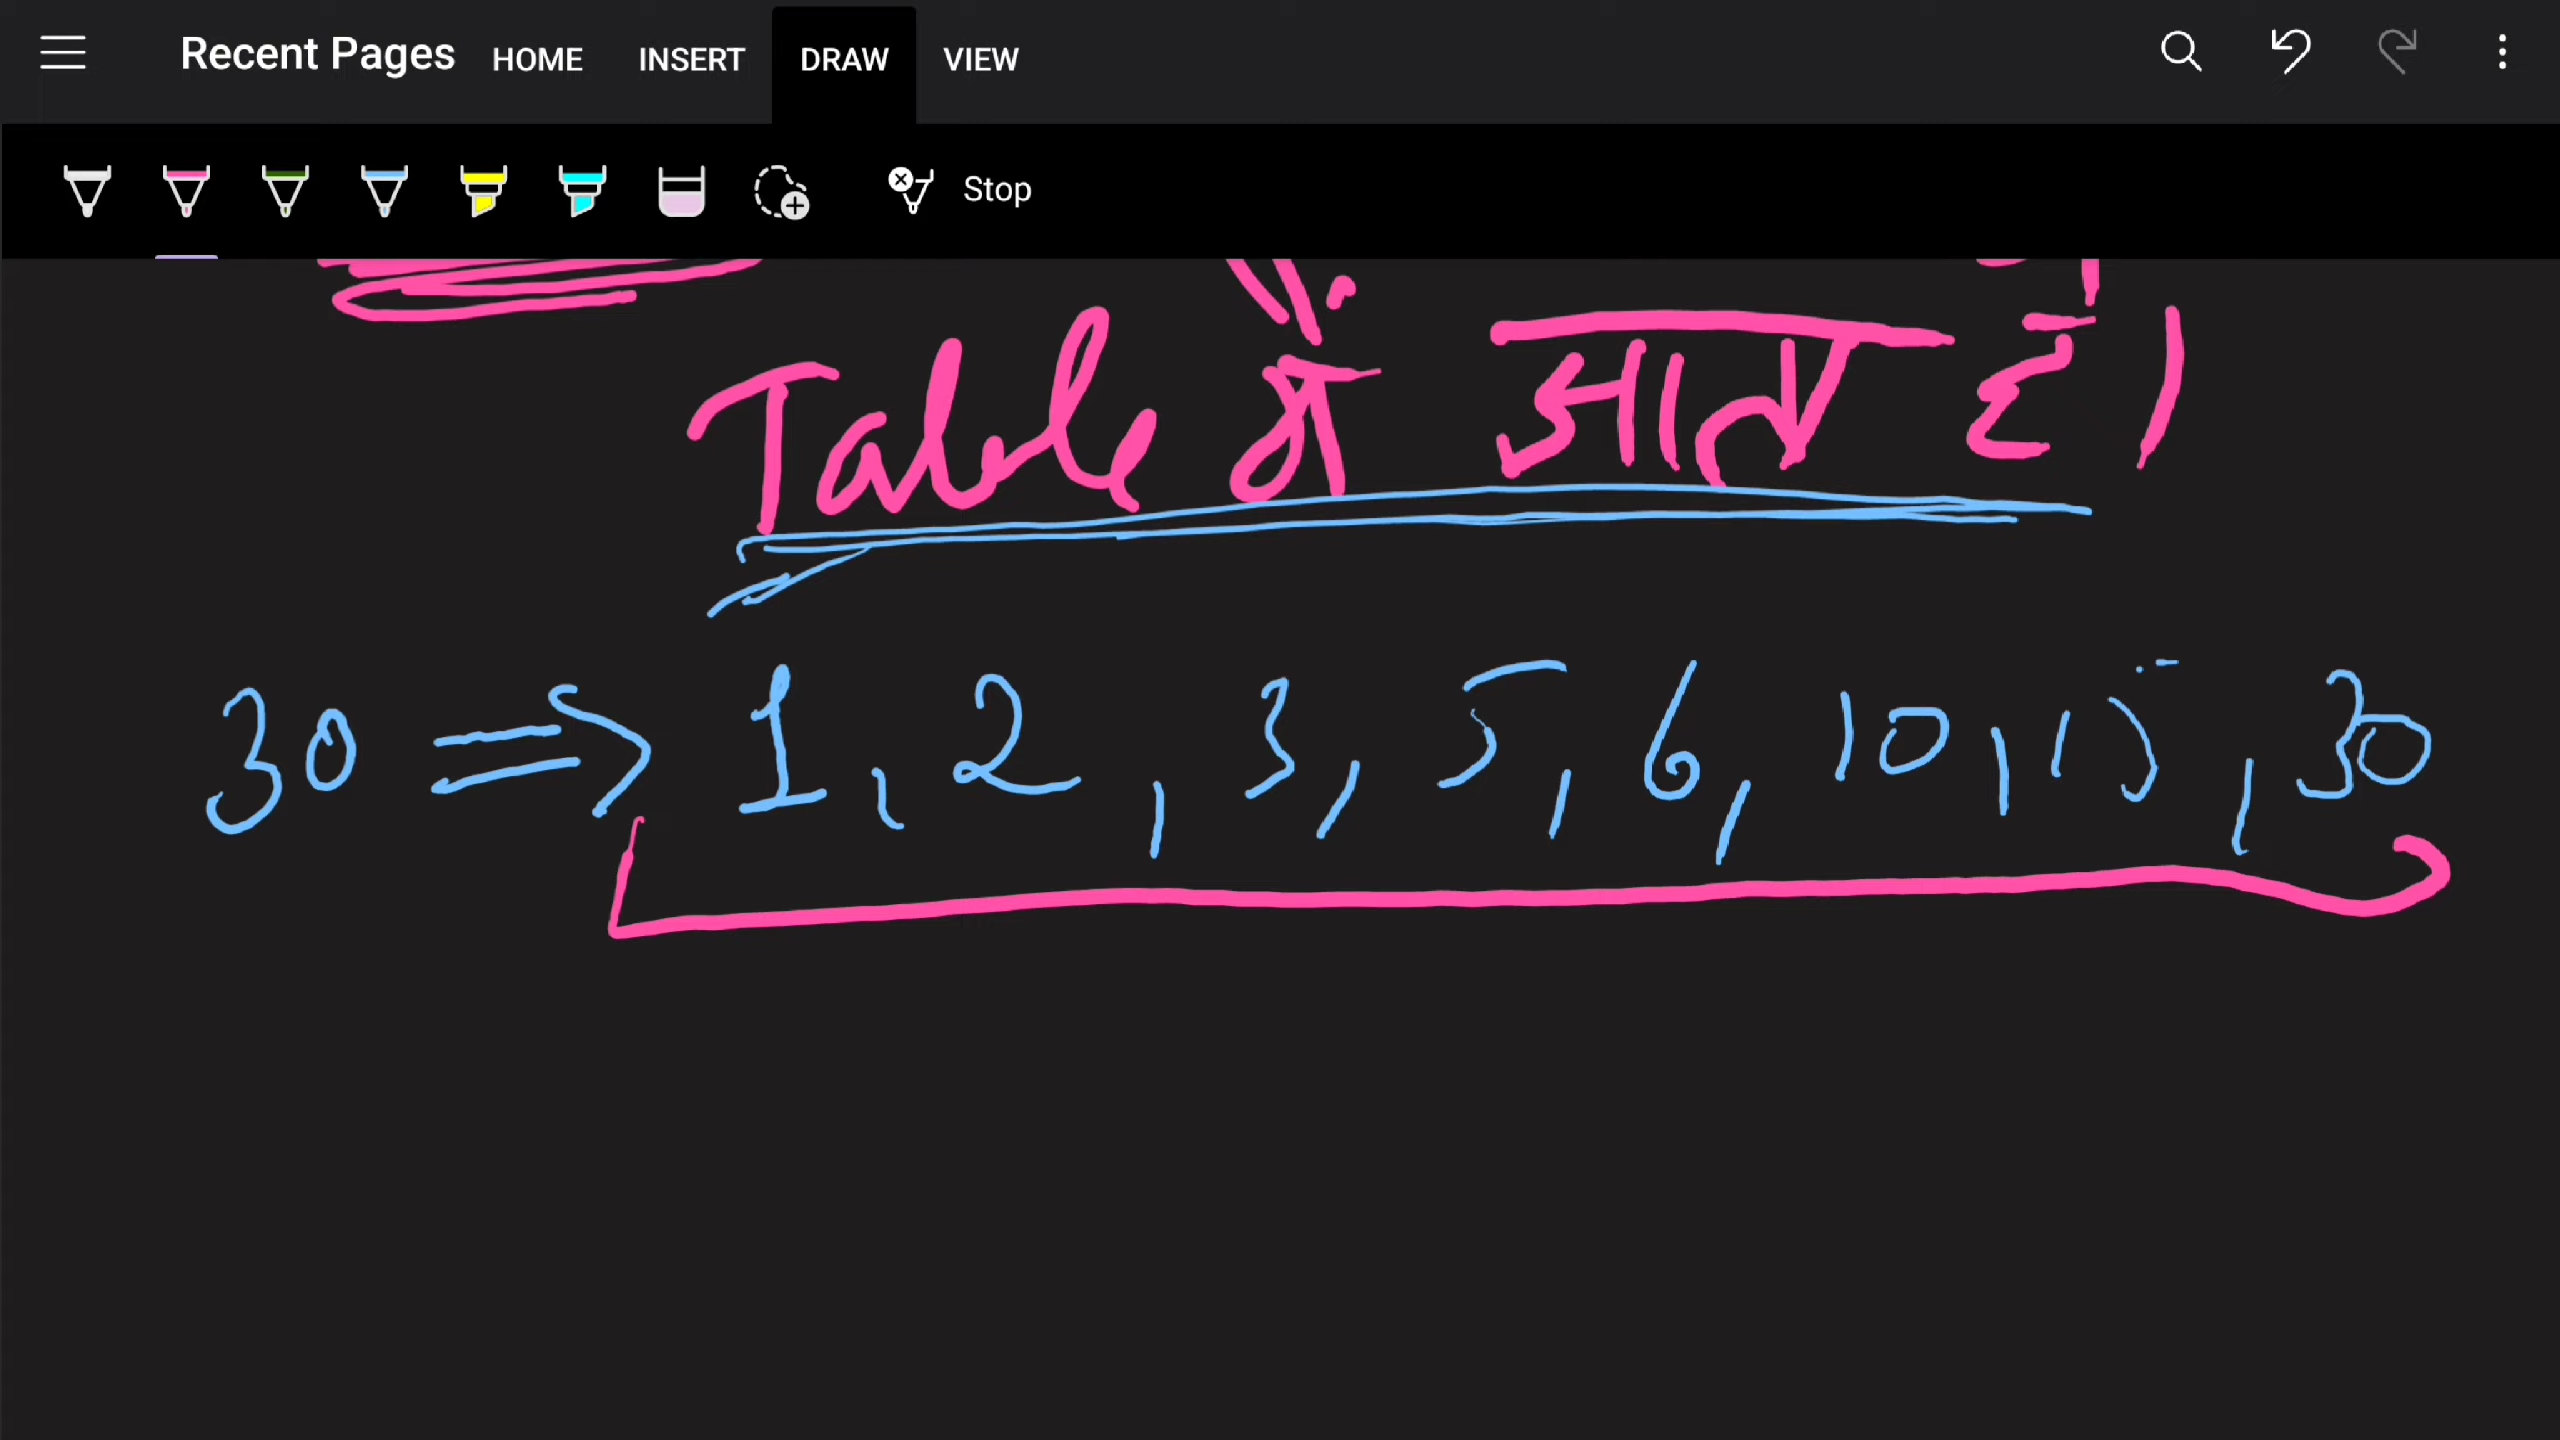 Recent Pages HOME INSERT DRAW VIEW
Stop
Table में आते हैं।
30 => 1, 2, 3, 5, 6, 10, 15, 30